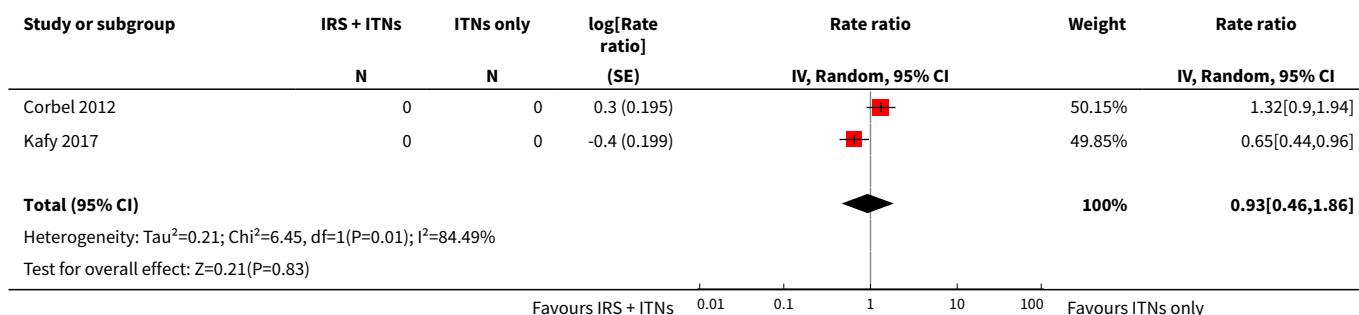 Study or subgroup IRS + ITNs ITNs only log[Rate ratio] Rate ratio Weight Rate ratio
N N (SE) IV, Random, 95% CI IV, Random, 95% CI
Corbel 2012 0 0 0.3 (0.195) 50.15% 1.32[0.9,1.94]
Kafy 2017 0 0 -0.4 (0.199) 49.85% 0.65[0.44,0.96]
Total (95% CI) 100% 0.93[0.46,1.86]
Heterogeneity: Tau²=0.21; Chi²=6.45, df=1(P=0.01); I²=84.49%
Test for overall effect: Z=0.21(P=0.83)
Favours IRS + ITNs 0.01 0.1 1 10 100 Favours ITNs only